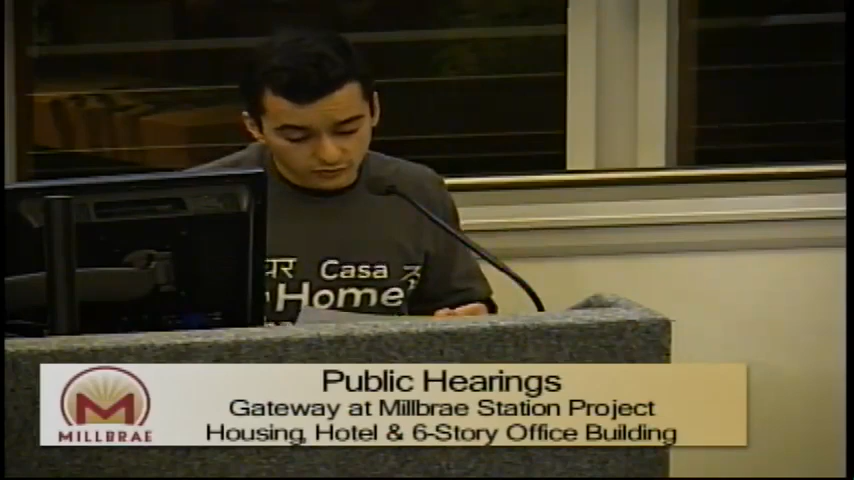 Casa
Home
Public Hearings
Gateway at Millbrae Station Project
Housing, Hotel & 6-Story Office Building
M
MILLBRAE